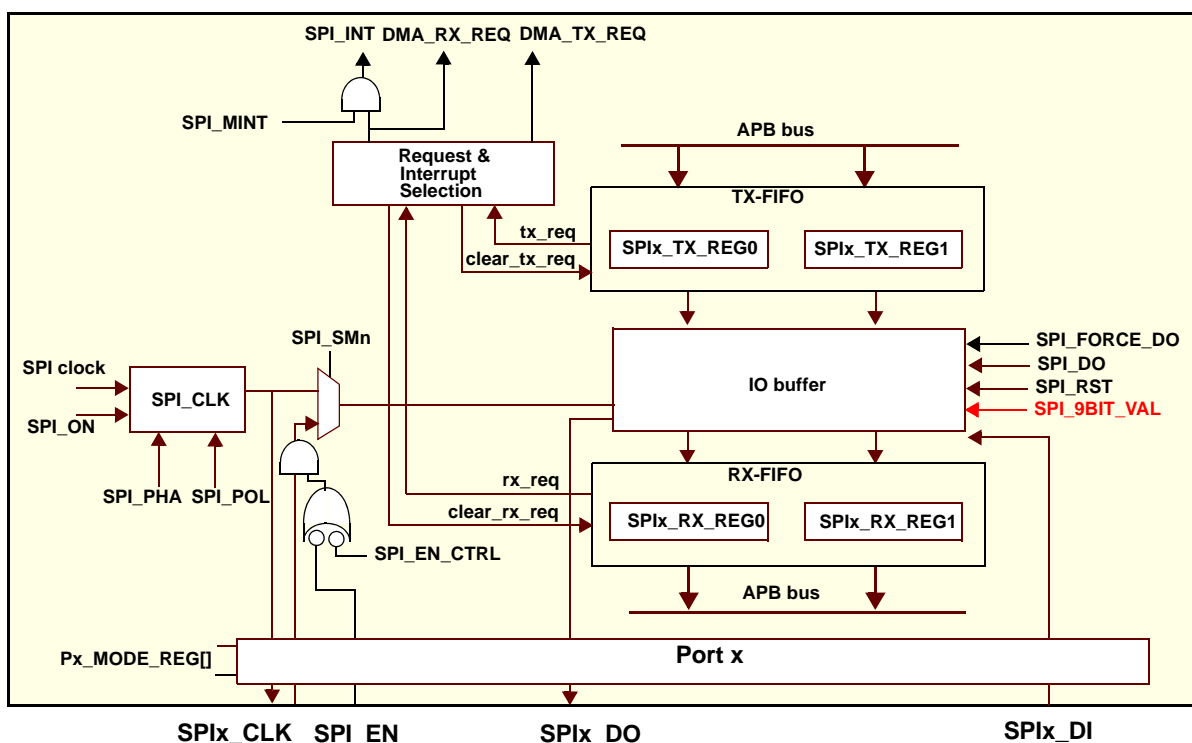 SPI_INT
DMA_RX_REQ
DMA_TX_REQ
SPI_MINT
APB bus
Request &
Interrupt
Selection
TX-FIFO
tx_req
SPIx_TX_REG0
SPIx_TX_REG1
clear_tx_req
SPI_SMn
SPI_FORCE_DO
SPI clock
SPI_DO
SPI_CLK
IO buffer
SPI_RST
SPI_9BIT_VAL
SPI_ON
RX-FIFO
rx_req
SPI_PHA
SPI_POL
clear_rx_req
SPIx_RX_REG0
SPIx_RX_REG1
SPI_EN_CTRL
APB bus
Px_MODE_REG[]
Port x
SPIx_CLK
SPI_EN
SPIx_DO
SPIx_DI